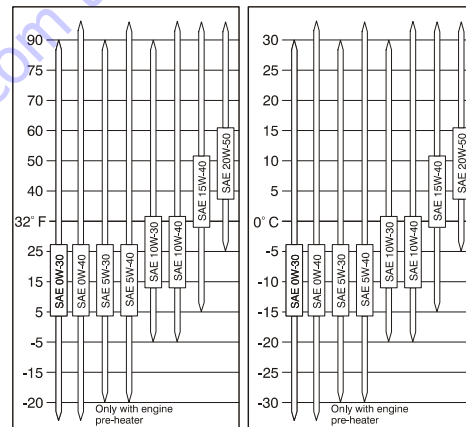 90
75
70
60
50
40
32° F
25
15
5
-5
-15
-20
SAE 0W-30
SAE 0W-40
SAE 5W-30
SAE 5W-40
SAE 10W-30
SAE 10W-40
SAE 15W-40
SAE 20W-50
Only with engine
pre-heater
30
25
20
15
10
5
0° C
-5
-10
-15
-20
-25
-30
SAE 0W-30
SAE 0W-40
SAE 5W-30
SAE 5W-40
SAE 10W-30
SAE 10W-40
SAE 15W-40
SAE 20W-50
Only with engine
pre-heater